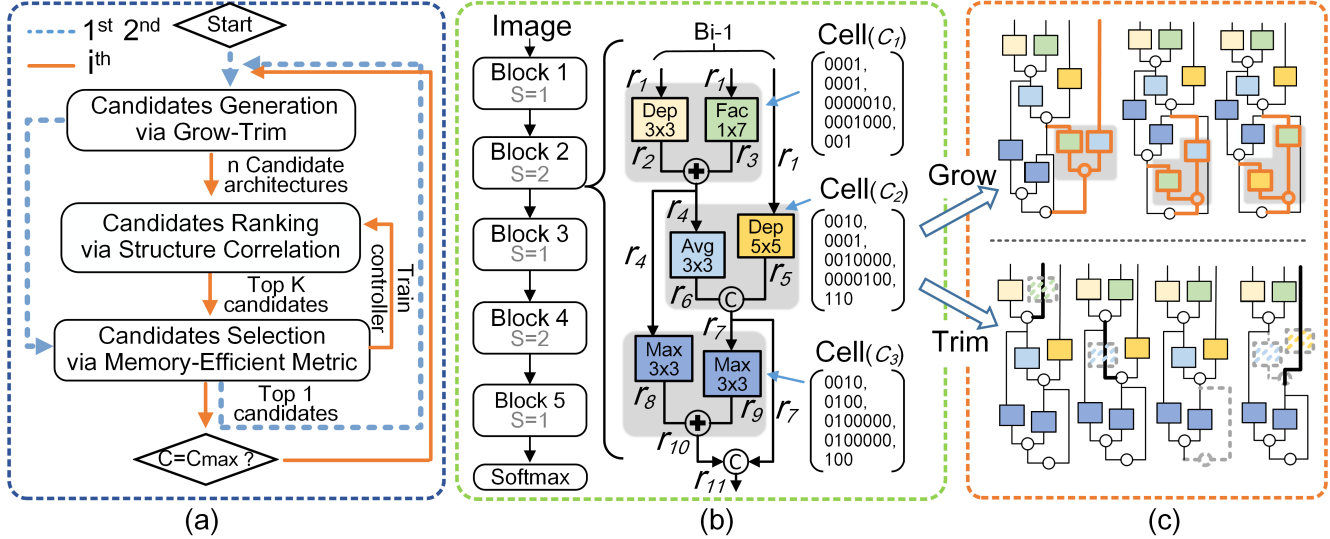 1st 2nd
ith
Start
Candidates Generation
via Grow-Trim
n Candidate
architectures
Candidates Ranking
via Structure Correlation
Top K
candidates
Train
controller
Candidates Selection
via Memory-Efficient Metric
Top 1
candidates
C=Cmax ?
(a)
Image
Block 1
S=1
Block 2
S=2
Block 3
S=1
Block 4
S=2
Block 5
S=1
Softmax
Bi-1
r1
r1
Dep
3x3
Fac
1x7
r2
r3
r1
r4
r4
Avg
3x3
Dep
5x5
r5
r6
C
r7
Max
3x3
Max
3x3
r8
r9
r7
r10
C
r11
Cell(C1)
0001,
0001,
0000010,
0001000,
001
Cell(C2)
0010,
0001,
0010000,
0000100,
110
Cell(C3)
0010,
0100,
0100000,
0100000,
100
(b)
Grow
Trim
(c)